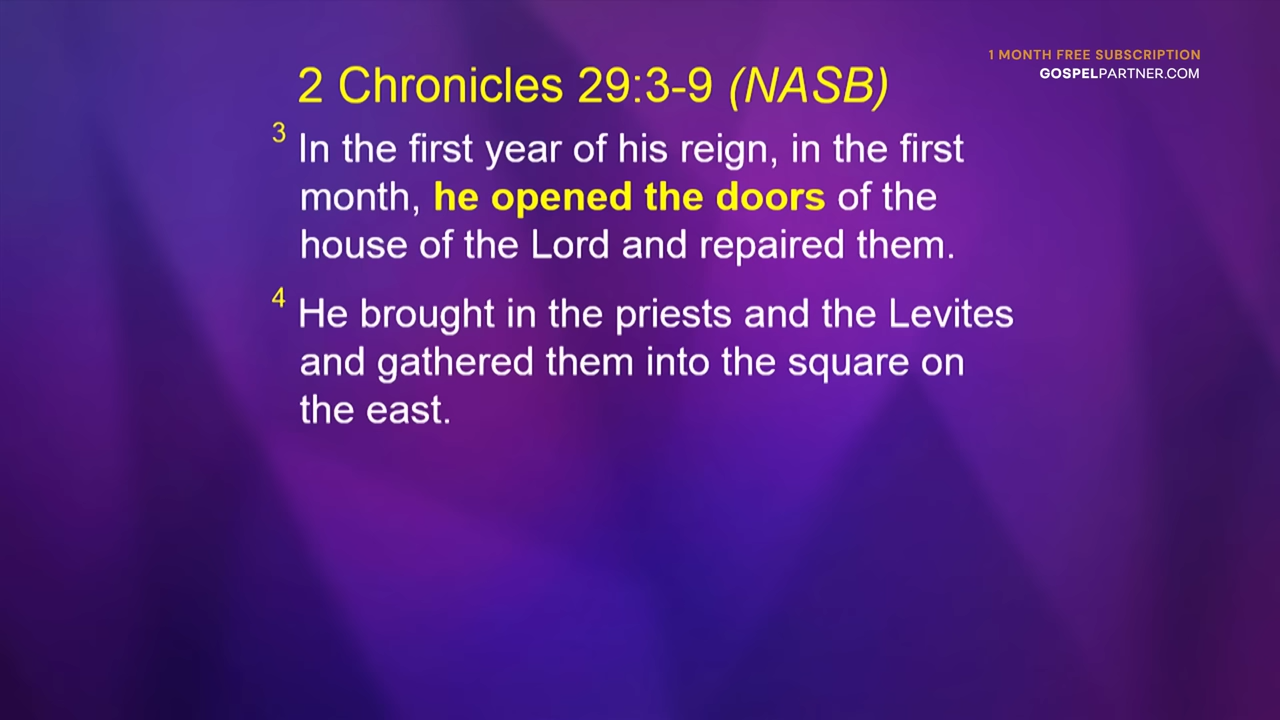 1 MONTH FREE SUBSCRIPTION
GOSPELPARTNER.COM
2 Chronicles 29:3-9 (NASB)
3 In the first year of his reign, in the first
month, he opened the doors of the
house of the Lord and repaired them.
4 He brought in the priests and the Levites
and gathered them into the square on
the east.